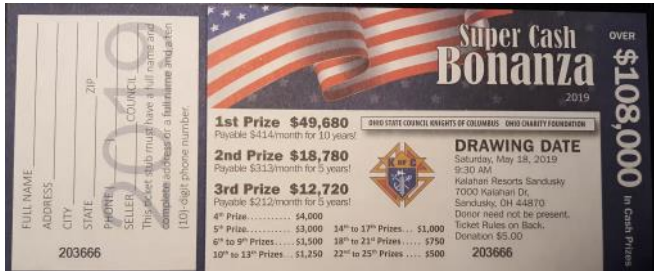 FULL NAME
ADDRESS
CITY
STATE ZIP
PHONE
SELLER COUNCIL
This ticket stub must have a full name and
complete address or a full name and a ten
(10)-digit phone number.
2019
203666
Super Cash
Bonanza
2019
OVER
$108,000
In Cash Prizes
1st Prize $49,680
Payable $414/month for 10 years!
2nd Prize $18,780
Payable $313/month for 5 years!
3rd Prize $12,720
Payable $212/month for 5 years!
4th Prize........... $4,000
5th Prize........... $3,000
6th to 9th Prizes..... $1,500
10th to 13th Prizes... $1,250
14th to 17th Prizes... $1,000
18th to 21st Prizes..... $750
22nd to 25th Prizes .... $500
OHIO STATE COUNCIL KNIGHTS OF COLUMBUS OHIO CHARITY FOUNDATION
K OF C
DRAWING DATE
Saturday, May 18, 2019
9:30 AM
Kalahari Resorts Sandusky
7000 Kalahari Dr,
Sandusky, OH 44870
Donor need not be present.
Ticket Rules on Back.
Donation $5.00
203666